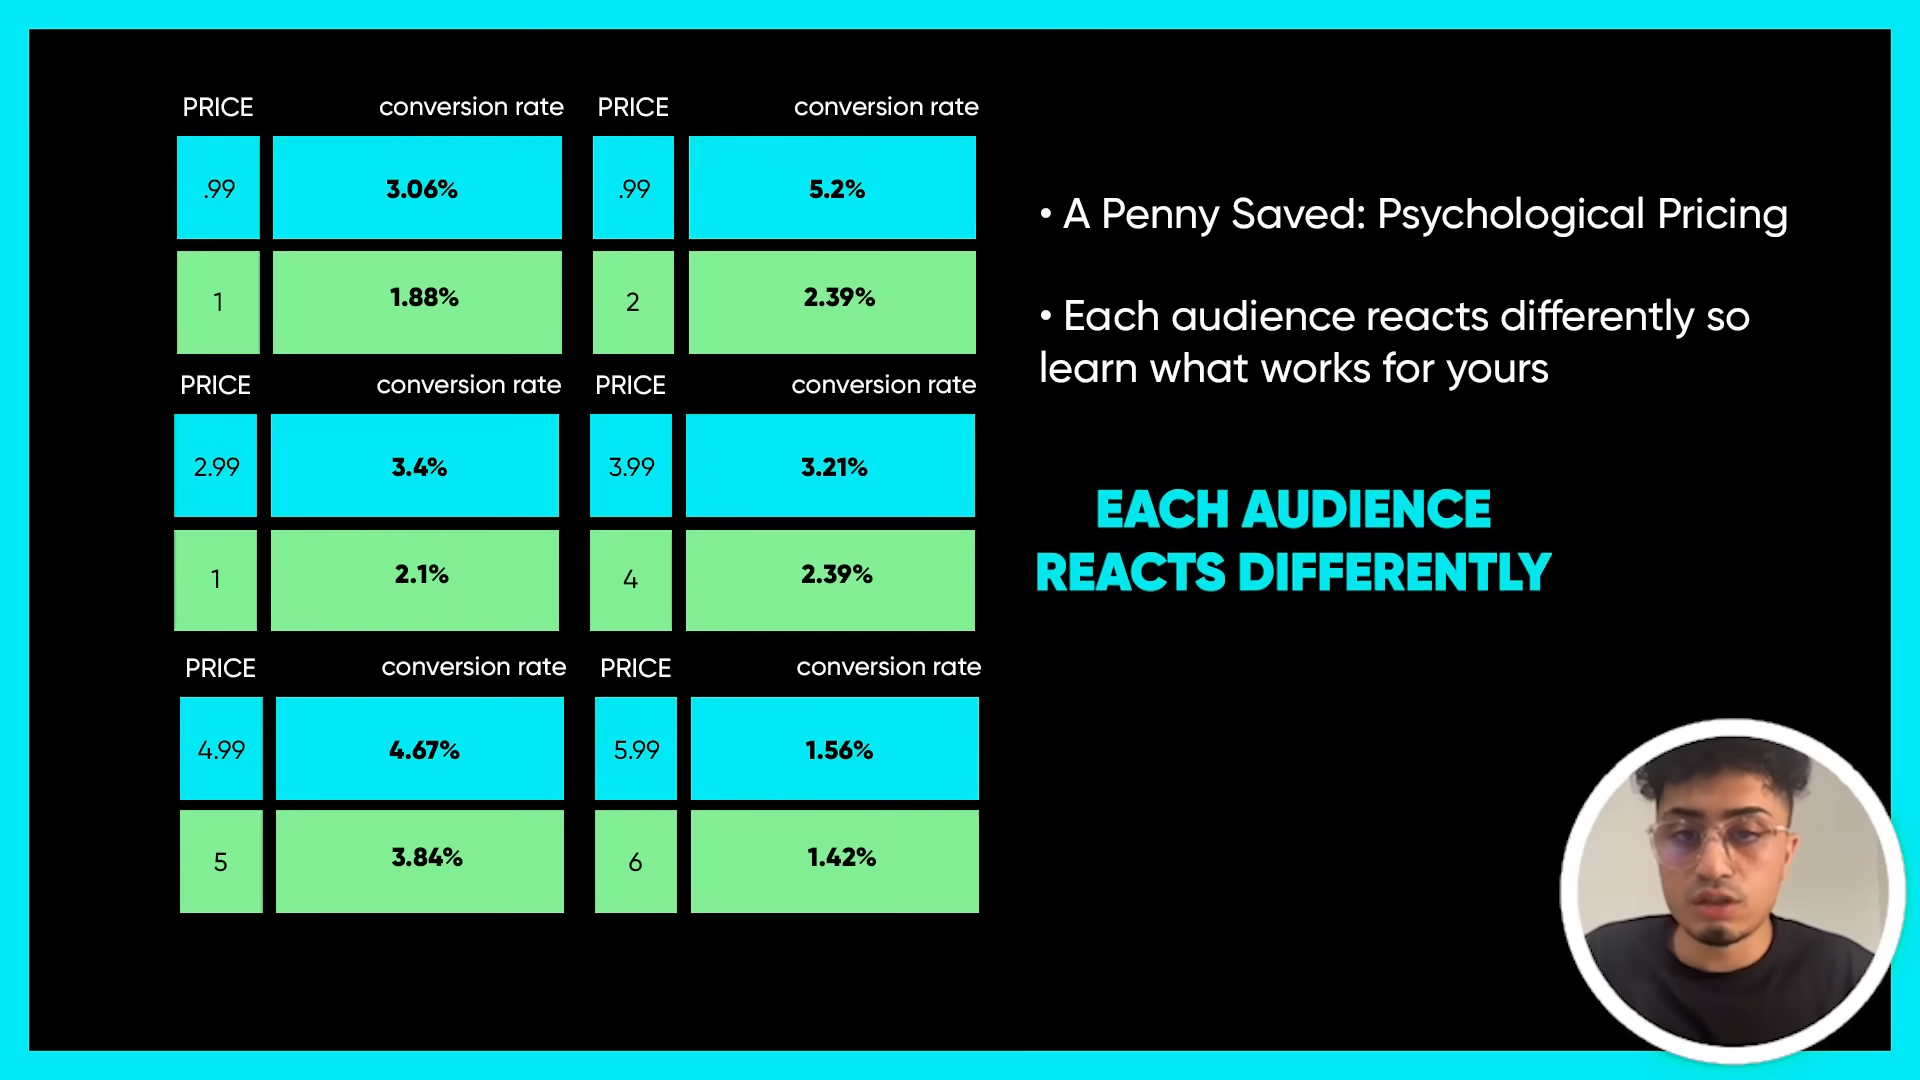 PRICE conversion rate PRICE conversion rate
.99 3.06% .99 5.2%
1 1.88% 2 2.39%
PRICE conversion rate PRICE conversion rate
2.99 3.4% 3.99 3.21%
1 2.1% 4 2.39%
PRICE conversion rate PRICE conversion rate
4.99 4.67% 5.99 1.56%
5 3.84% 6 1.42%
• A Penny Saved: Psychological Pricing
• Each audience reacts differently so
learn what works for yours
EACH AUDIENCE
REACTS DIFFERENTLY